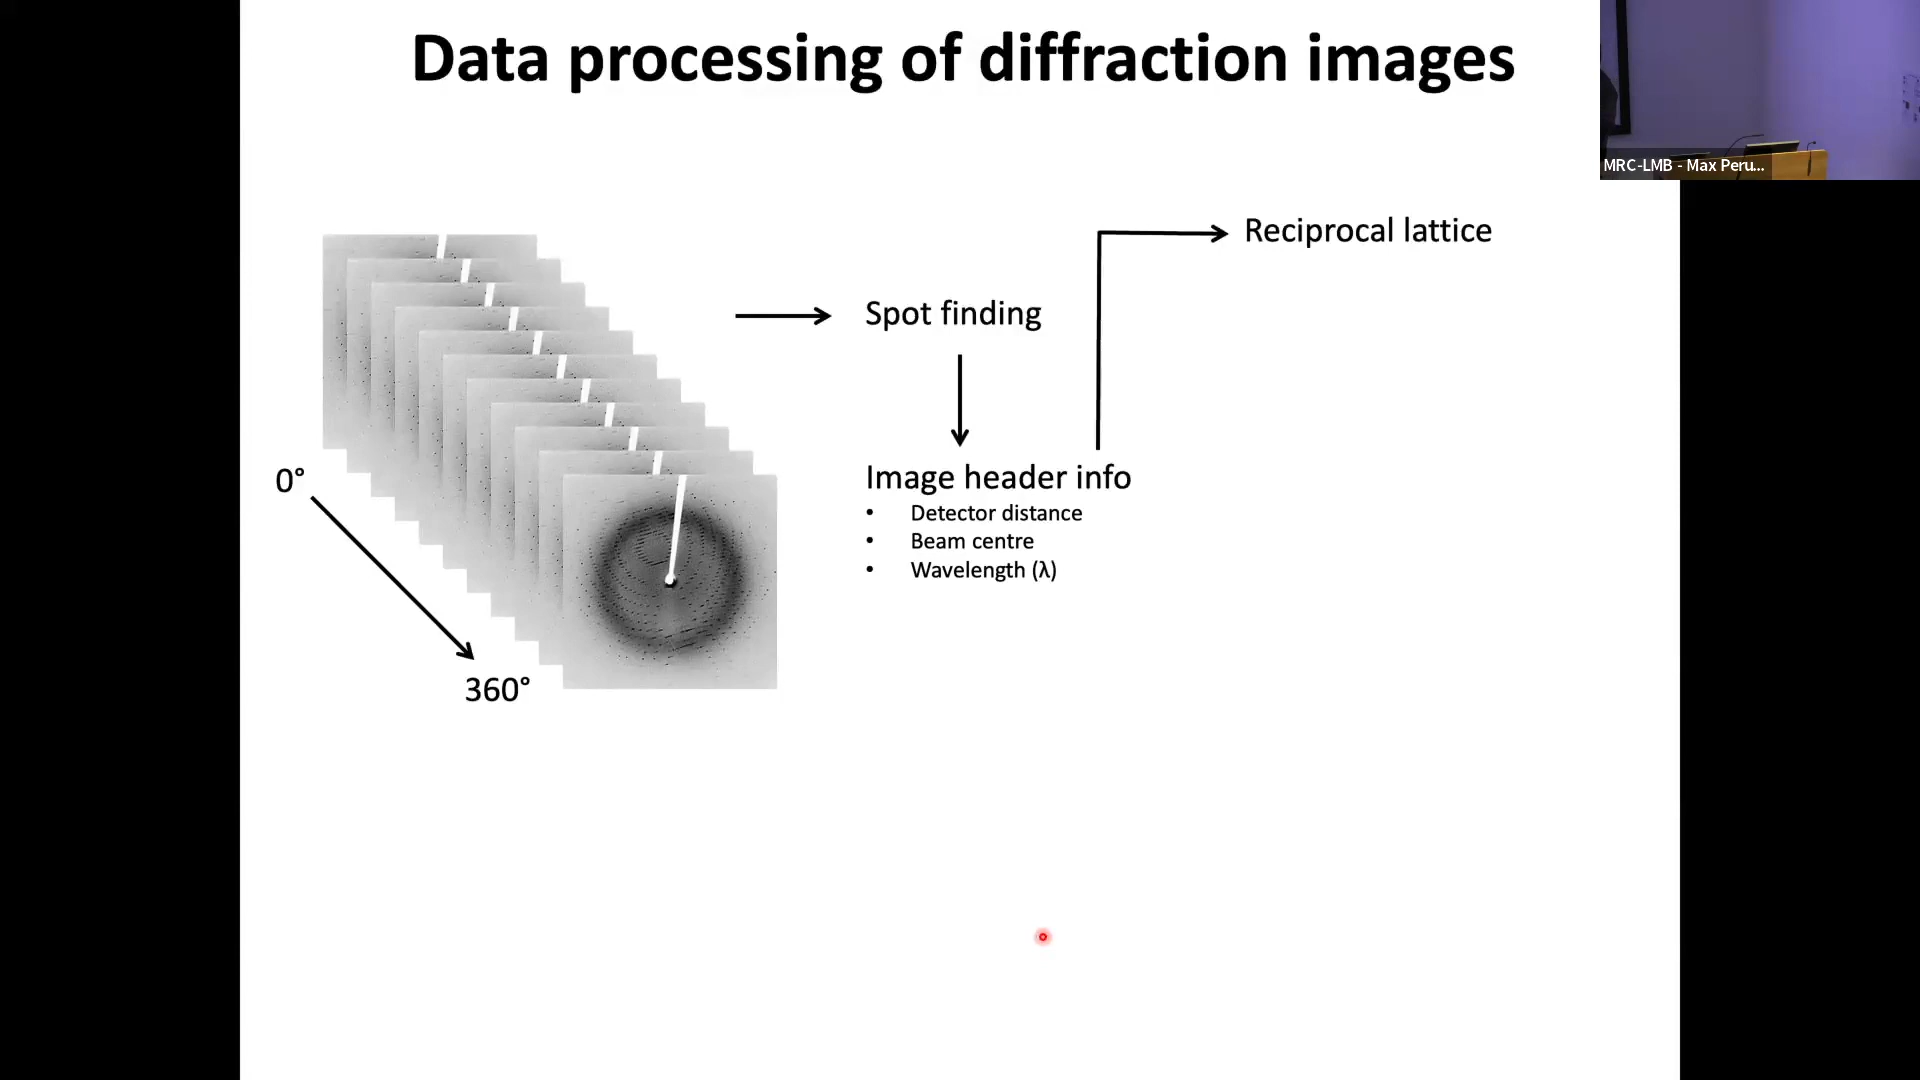 Data processing of diffraction images
MRC-LMB - Max Peru...
Reciprocal lattice
Spot finding
0°
360°
Image header info
• Detector distance
• Beam centre
• Wavelength (λ)